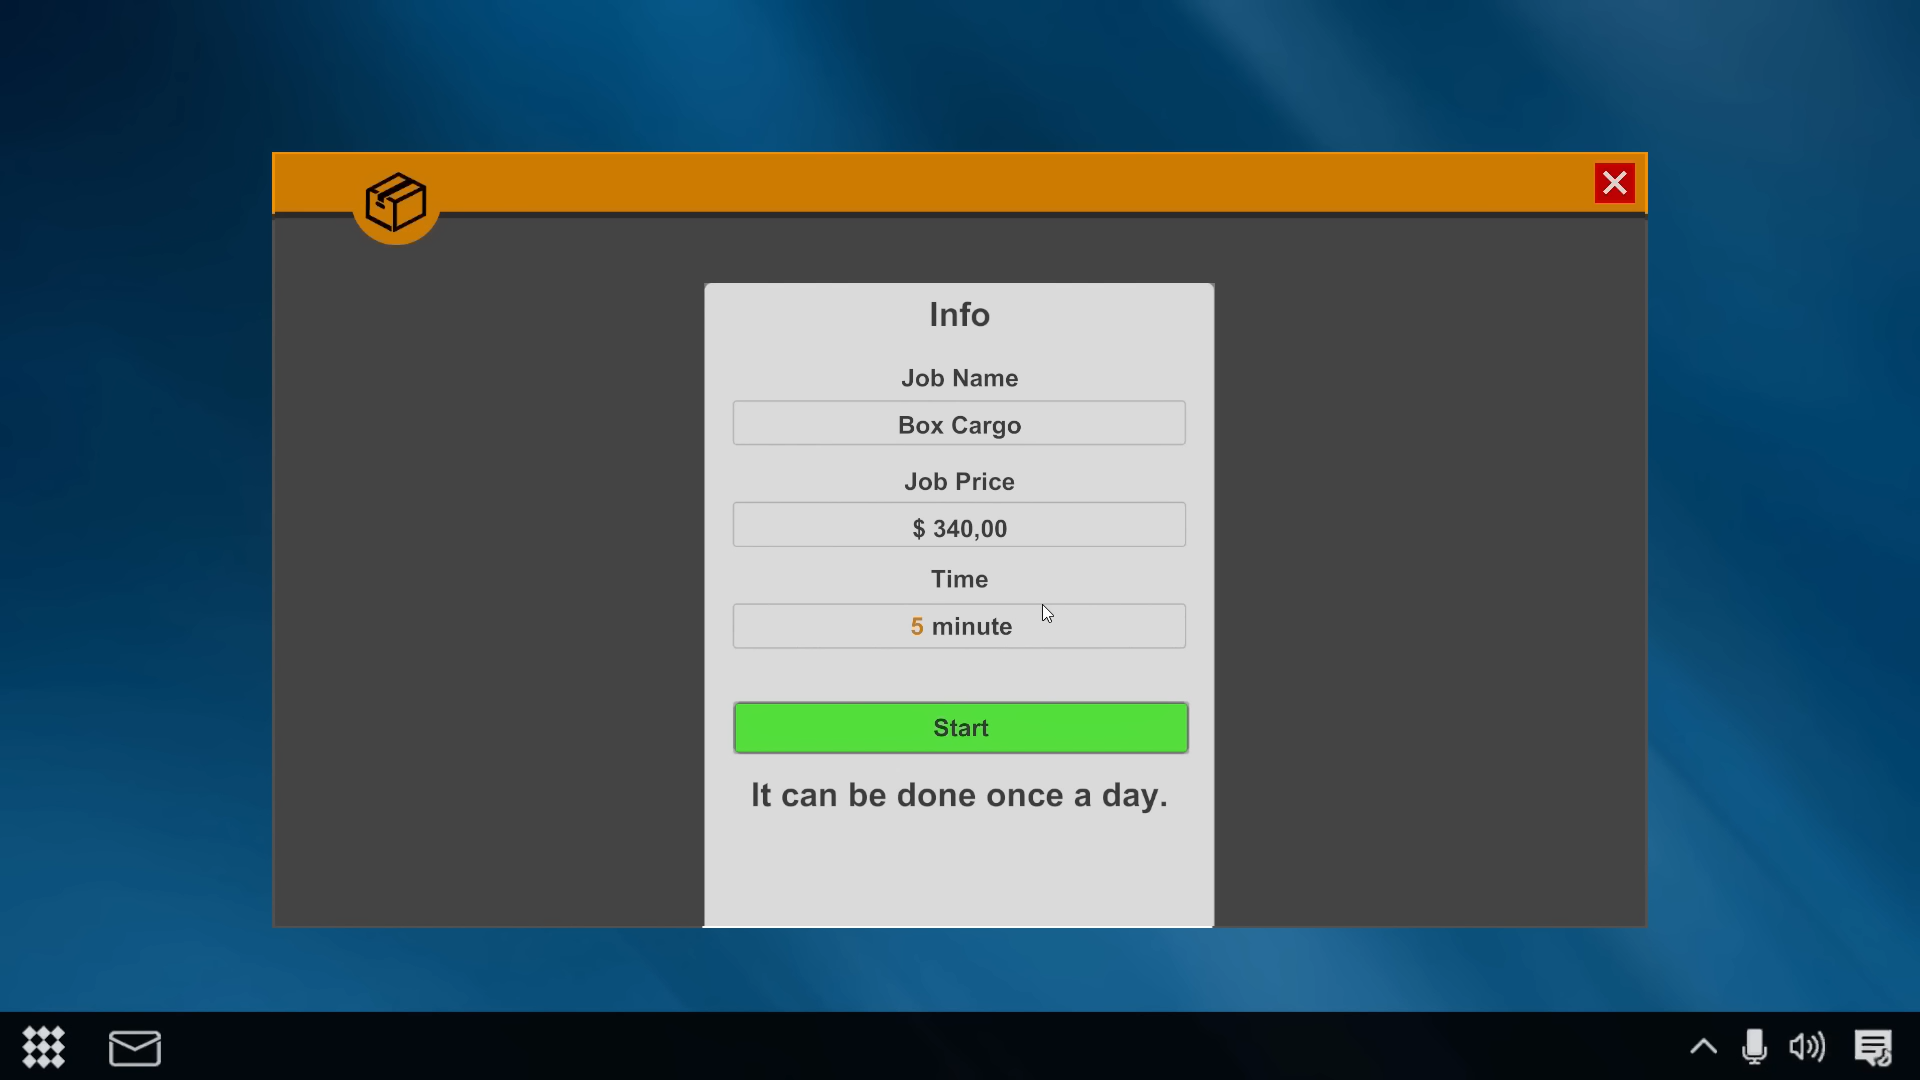 Info
Job Name
Box Cargo
Job Price
$ 340,00
Time
5 minute
Start
It can be done once a day.